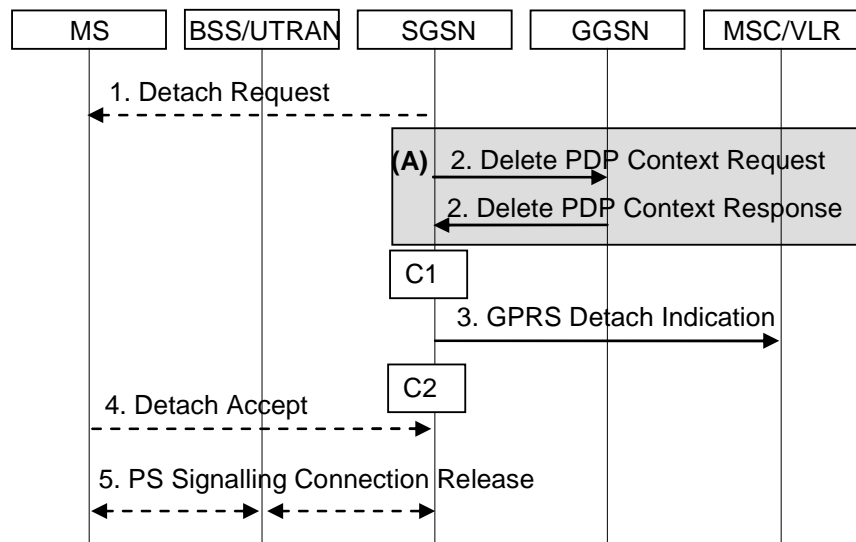 MS BSS/UTRAN SGSN GGSN MSC/VLR
1. Detach Request
(A) 2. Delete PDP Context Request
2. Delete PDP Context Response
C1
3. GPRS Detach Indication
C2
4. Detach Accept
5. PS Signalling Connection Release